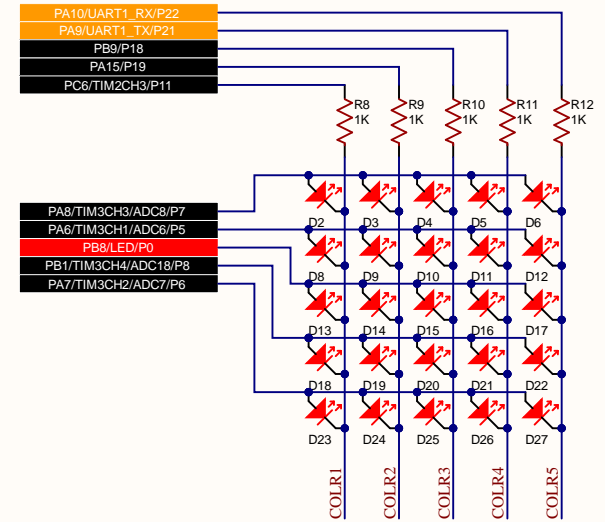 PA10/UART1_RX/P22
PA9/UART1_TX/P21
PB9/P18
PA15/P19
PC6/TIM2CH3/P11
R8 R9 R10 R11 R12
1K 1K 1K 1K 1K
PA8/TIM3CH3/ADC8/P7
PA6/TIM3CH1/ADC6/P5
PB8/LED/P0
PB1/TIM3CH4/ADC18/P8
PA7/TIM3CH2/ADC7/P6
D2 D3 D4 D5 D6
D8 D9 D10 D11 D12
D13 D14 D15 D16 D17
D18 D19 D20 D21 D22
D23 D24 D25 D26 D27
COLR1 COLR2 COLR3 COLR4 COLR5